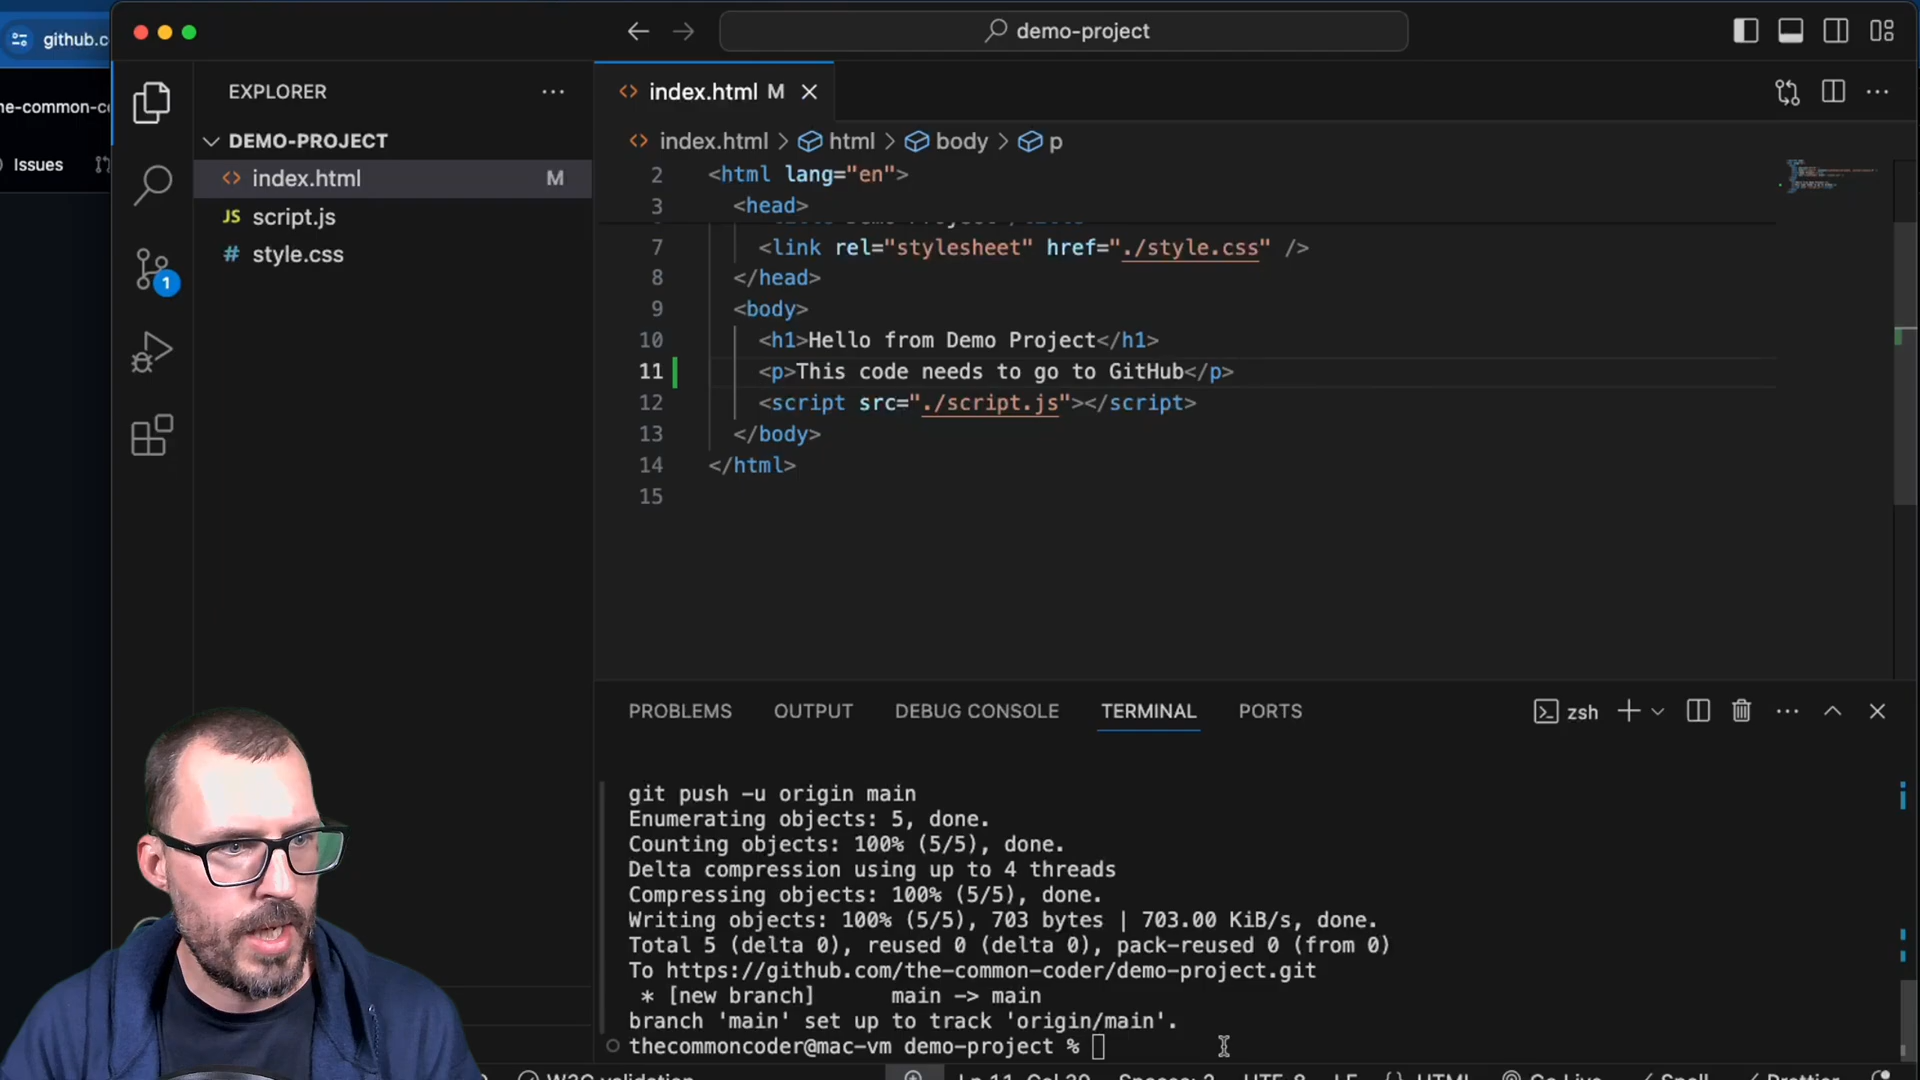 github.c
demo-project
he-common-c
Issues
EXPLORER
DEMO-PROJECT
index.html M
JS script.js
# style.css
1
<> index.html M
<> index.html > html > body > p
2 <html lang="en">
3 <head>
7 <link rel="stylesheet" href="./style.css" />
8 </head>
9 <body>
10 <h1>Hello from Demo Project</h1>
11 <p>This code needs to go to GitHub</p>
12 <script src="./script.js"></script>
13 </body>
14 </html>
15
PROBLEMS OUTPUT DEBUG CONSOLE TERMINAL PORTS
zsh
git push -u origin main
Enumerating objects: 5, done.
Counting objects: 100% (5/5), done.
Delta compression using up to 4 threads
Compressing objects: 100% (5/5), done.
Writing objects: 100% (5/5), 703 bytes | 703.00 KiB/s, done.
Total 5 (delta 0), reused 0 (delta 0), pack-reused 0 (from 0)
To https://github.com/the-common-coder/demo-project.git
* [new branch] main -> main
branch 'main' set up to track 'origin/main'.
thecommoncoder@mac-vm demo-project %
W3C validation Ln 11, Col 39 Spaces: 2 UTF-8 LF {} HTML Go Live Spell Prettier